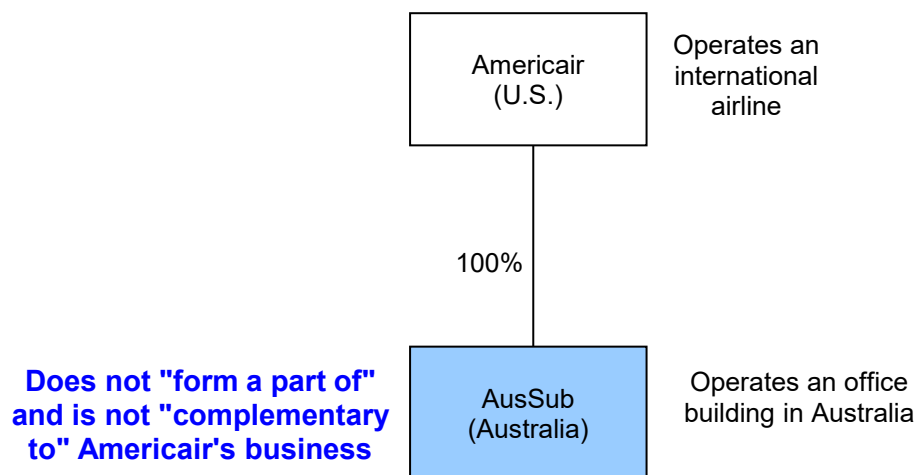 Americair
(U.S.)
Operates an
international
airline
100%
Does not "form a part of"
and is not "complementary
to" Americair's business
AusSub
(Australia)
Operates an office
building in Australia